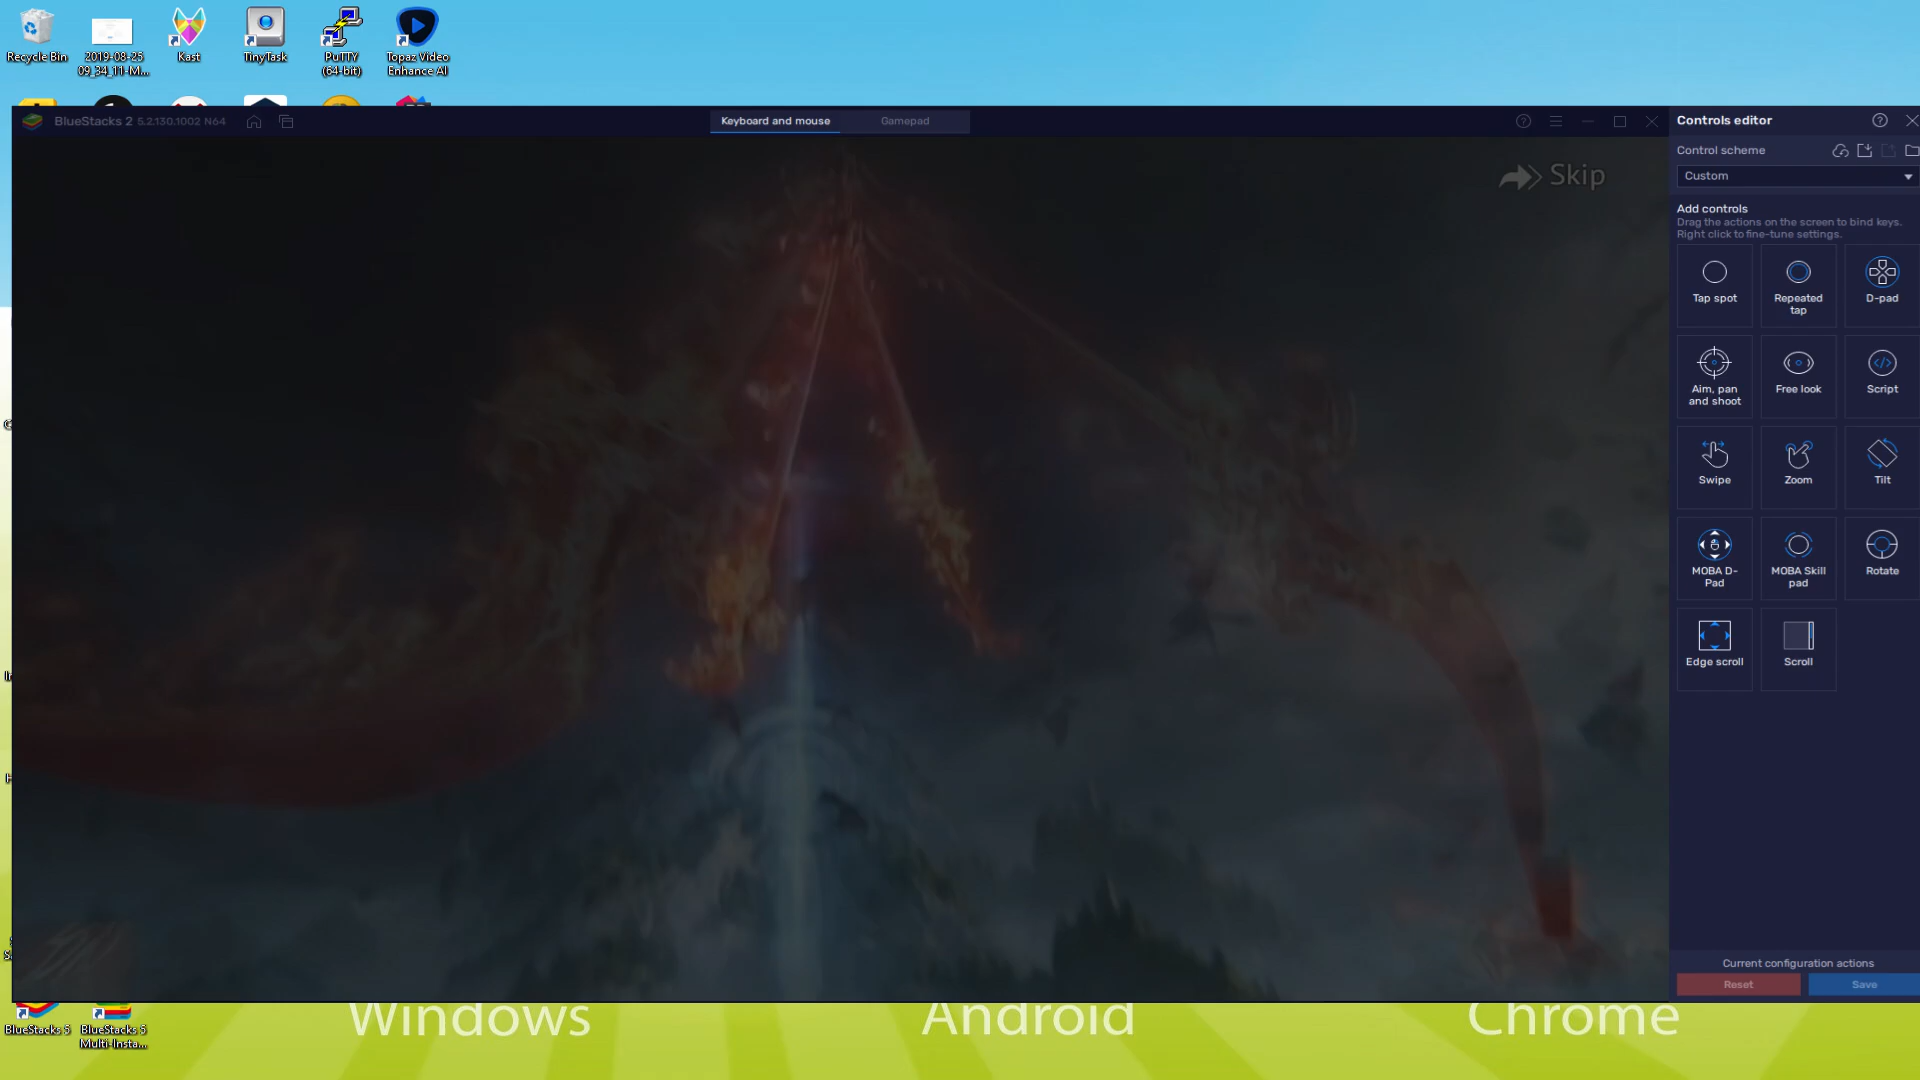 Recycle Bin
2019-08-25
09_34_11-M...
Kast
TinyTask
PuTTY
(64-bit)
Topaz Video
Enhance AI
BlueStacks 2 5.2.130.1002 N64
Keyboard and mouse
Gamepad
Skip
Controls editor
Control scheme
Custom
Add controls
Drag the actions on the screen to bind keys.
Right click to fine-tune settings.
Tap spot
Repeated
tap
D-pad
Aim, pan
and shoot
Free look
Script
Swipe
Zoom
Tilt
MOBA D-
Pad
MOBA Skill
pad
Rotate
Edge scroll
Scroll
Current configuration actions
Reset
Save
BlueStacks 5
BlueStacks 5
Multi-Insta...
Windows
Android
Chrome